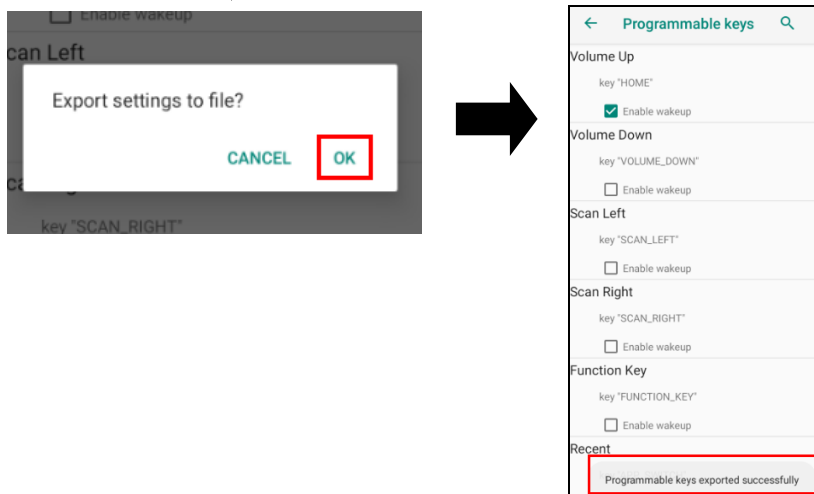 Enable wakeup
can Left
Export settings to file?
CANCEL OK
key "SCAN_RIGHT"
Programmable keys
Volume Up
key "HOME"
Enable wakeup
Volume Down
key "VOLUME_DOWN"
Enable wakeup
Scan Left
key "SCAN_LEFT"
Enable wakeup
Scan Right
key "SCAN_RIGHT"
Enable wakeup
Function Key
key "FUNCTION_KEY"
Enable wakeup
Recent
Programmable keys exported successfully